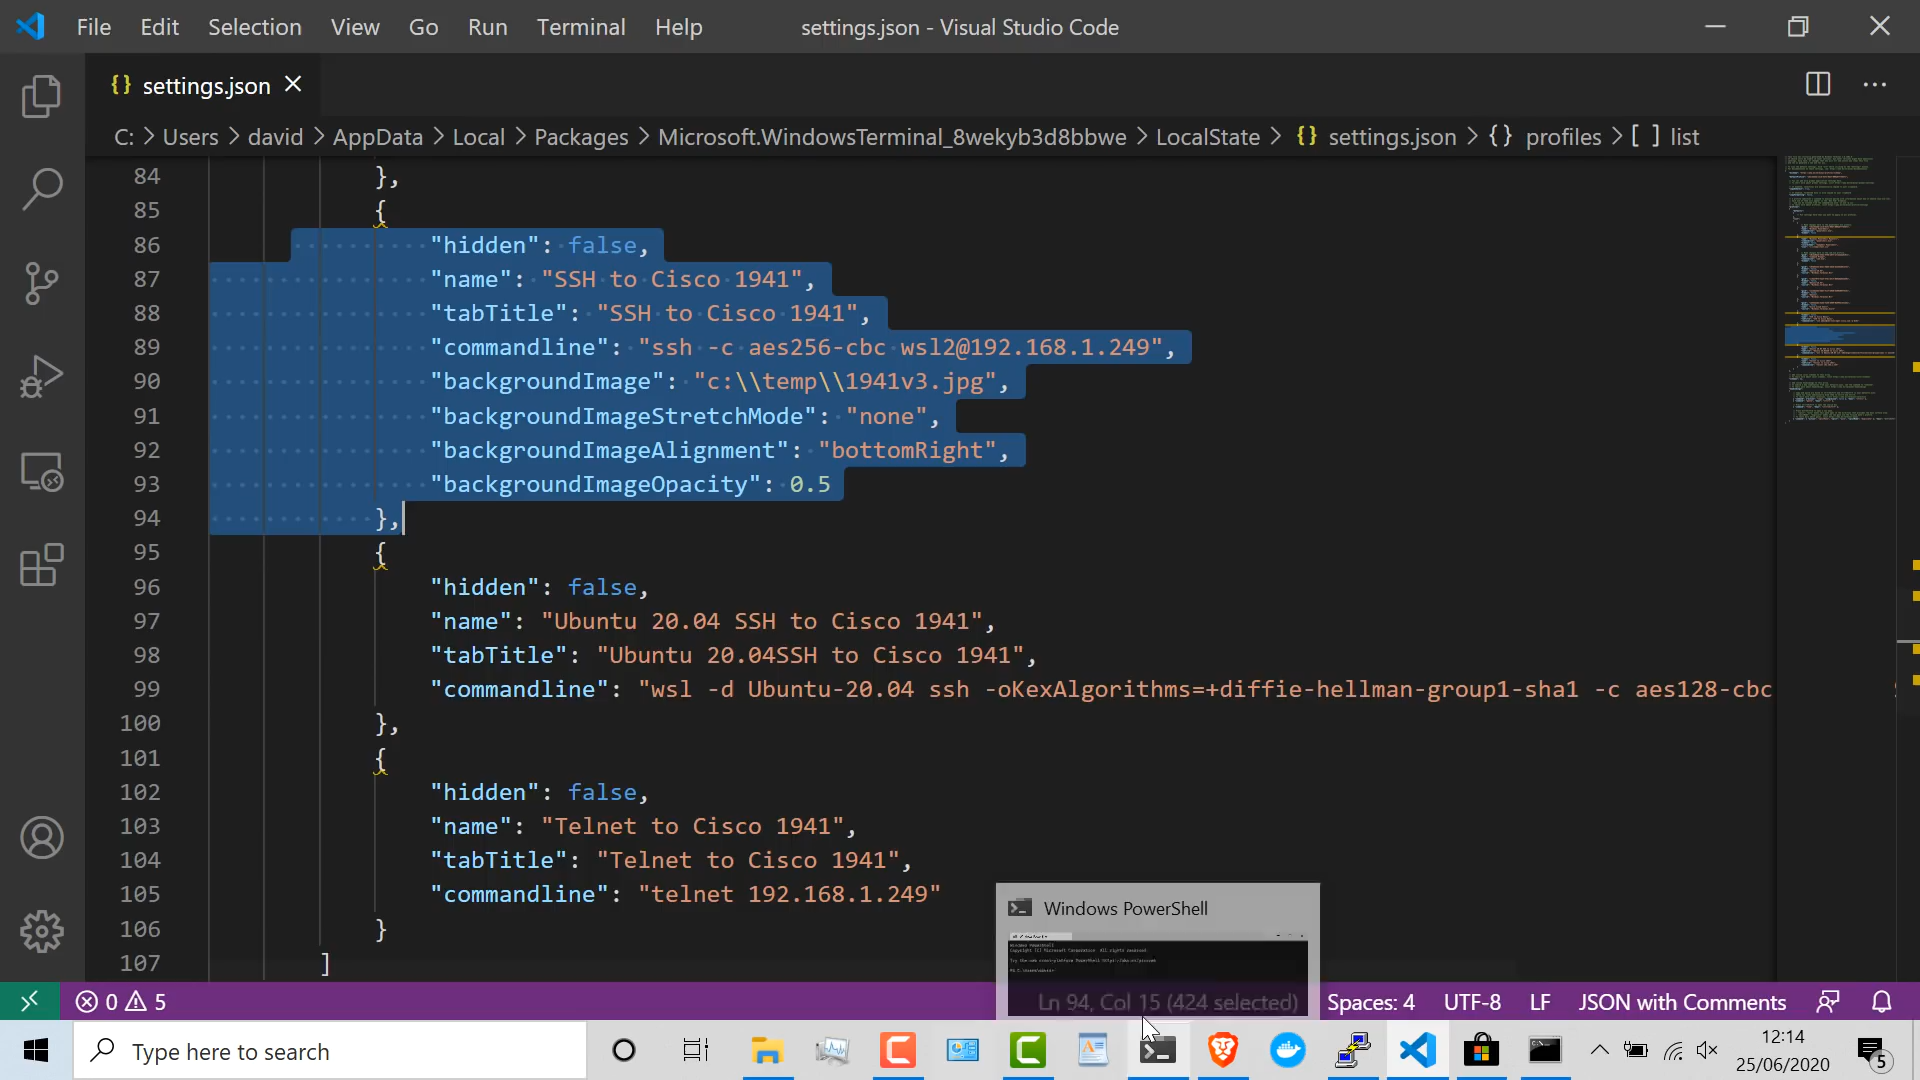 File Edit Selection View Go Run Terminal Help settings.json - Visual Studio Code
{} settings.json
C: > Users > david > AppData > Local > Packages > Microsoft.WindowsTerminal_8wekyb3d8bbwe > LocalState > {} settings.json > {} profiles > [ ] list
84 },
85 {
86 "hidden": false,
87 "name": "SSH to Cisco 1941",
88 "tabTitle": "SSH to Cisco 1941",
89 "commandline": "ssh -c aes256-cbc wsl2@192.168.1.249",
90 "backgroundImage": "c:\\temp\\1941v3.jpg",
91 "backgroundImageStretchMode": "none",
92 "backgroundImageAlignment": "bottomRight",
93 "backgroundImageOpacity": 0.5
94 },
95 {
96 "hidden": false,
97 "name": "Ubuntu 20.04 SSH to Cisco 1941",
98 "tabTitle": "Ubuntu 20.04SSH to Cisco 1941",
99 "commandline": "wsl -d Ubuntu-20.04 ssh -oKexAlgorithms=+diffie-hellman-group1-sha1 -c aes128-cbc
100 },
101 {
102 "hidden": false,
103 "name": "Telnet to Cisco 1941",
104 "tabTitle": "Telnet to Cisco 1941",
105 "commandline": "telnet 192.168.1.249"
106 }
107 ]
Windows PowerShell
0 5 Ln 94, Col 15 (424 selected) Spaces: 4 UTF-8 LF JSON with Comments
Type here to search
12:14
25/06/2020
5